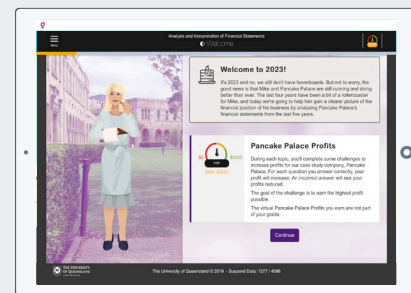 Analysis and Interpretation of Financial Statements
Welcome
Menu
Welcome to 2023!
It's 2023 and no, we still don't have hoverboards. But not to worry, the
good news is that Mike and Pancake Palace are still running and doing
better than ever. The last four years have been a bit of a rollercoaster
for Mike, and today we're going to help him gain a clearer picture of the
financial position of his business by analysing Pancake Palace's
financial statements from the last five years.
Pancake Palace Profits
During each topic, you'll complete some challenges to
increase profits for our case study company, Pancake
Palace. For each question you answer correctly, your
profit will increase. An incorrect answer will see your
profits reduced.
The goal of the challenge is to earn the highest profit
possible.
The virtual Pancake Palace Profits you earn are not part
of your grade.
Continue
THE UNIVERSITY
OF QUEENSLAND
The University of Queensland © 2019 - Suspend Data: 1277 / 4096